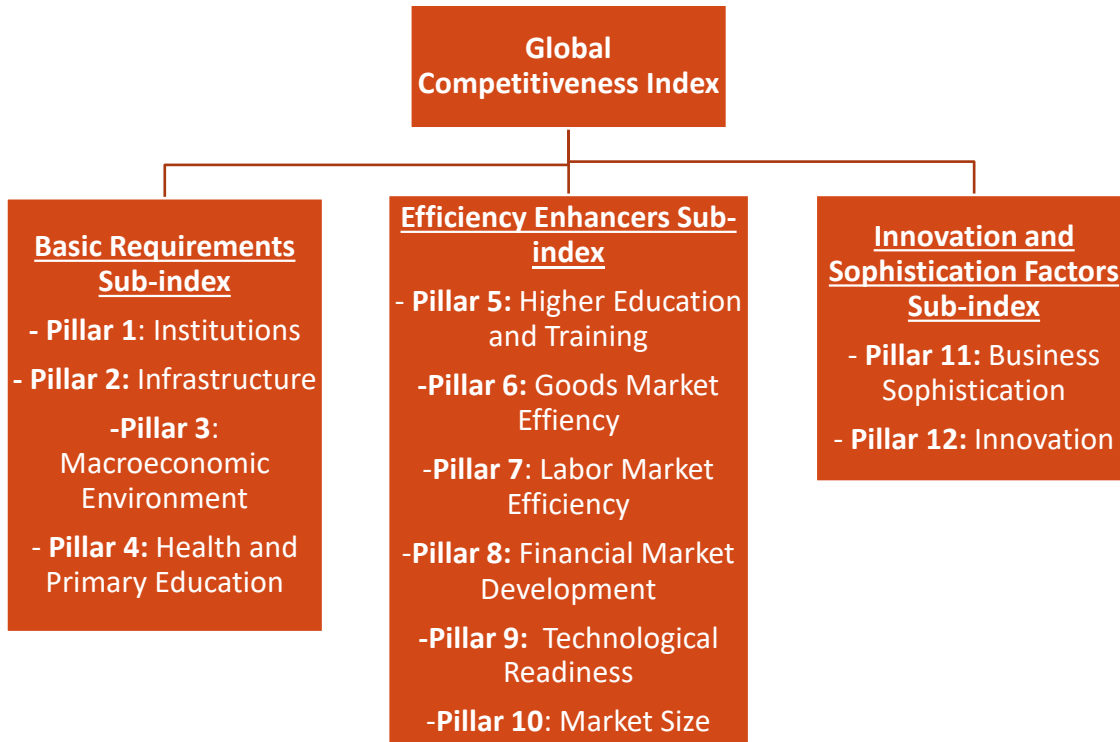 Global
Competitiveness Index
Basic Requirements
Sub-index
- Pillar 1: Institutions
- Pillar 2: Infrastructure
-Pillar 3:
Macroeconomic
Environment
- Pillar 4: Health and
Primary Education
Efficiency Enhancers Sub-
index
- Pillar 5: Higher Education
and Training
-Pillar 6: Goods Market
Effiency
-Pillar 7: Labor Market
Efficiency
-Pillar 8: Financial Market
Development
-Pillar 9:  Technological
Readiness
-Pillar 10: Market Size
Innovation and
Sophistication Factors
Sub-index
- Pillar 11: Business
Sophistication
- Pillar 12: Innovation